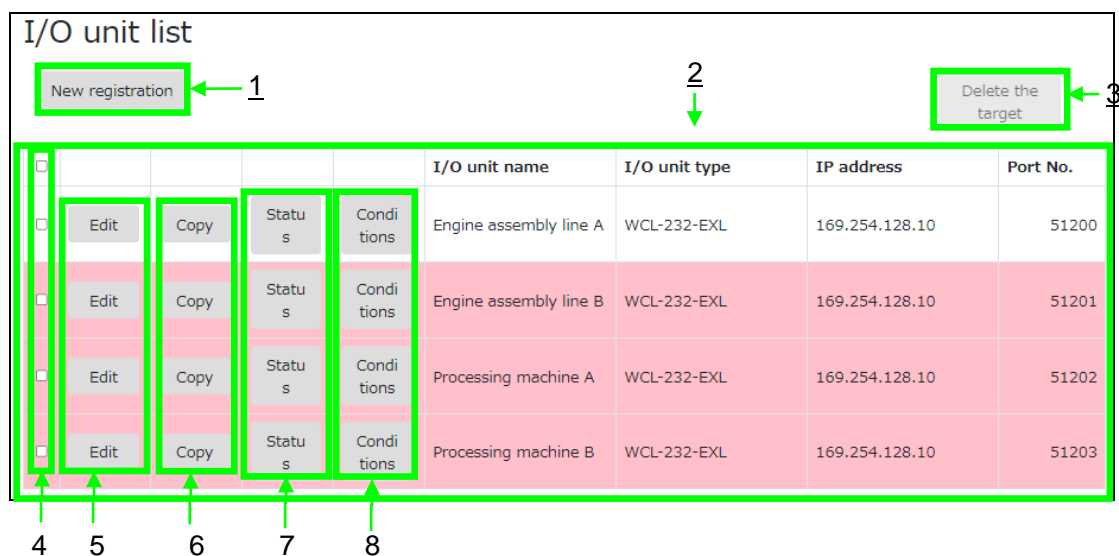 I/O unit list
New registration
1
2
Delete the
target
3
I/O unit name I/O unit type IP address Port No.
Edit Copy Statu
s Condi
tions Engine assembly line A WCL-232-EXL 169.254.128.10 51200
Edit Copy Statu
s Condi
tions Engine assembly line B WCL-232-EXL 169.254.128.10 51201
Edit Copy Statu
s Condi
tions Processing machine A WCL-232-EXL 169.254.128.10 51202
Edit Copy Statu
s Condi
tions Processing machine B WCL-232-EXL 169.254.128.10 51203
4 5 6 7 8